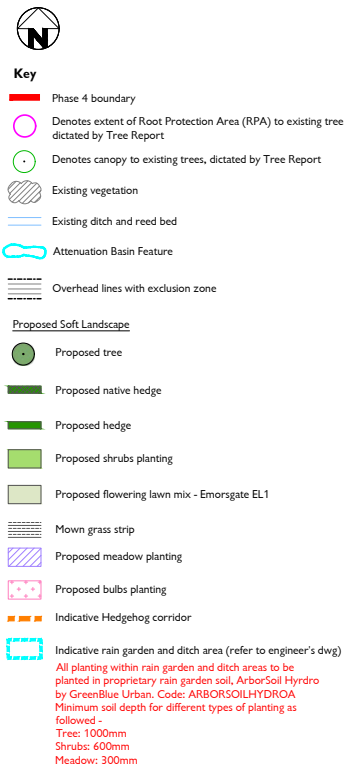 N
Key
Phase 4 boundary
Denotes extent of Root Protection Area (RPA) to existing tree
dictated by Tree Report
Denotes canopy to existing trees, dictated by Tree Report
Existing vegetation
Existing ditch and reed bed
Attenuation Basin Feature
Overhead lines with exclusion zone
Proposed Soft Landscape
Proposed tree
Proposed native hedge
Proposed hedge
Proposed shrubs planting
Proposed flowering lawn mix - Emorsgate EL1
Mown grass strip
Proposed meadow planting
Proposed bulbs planting
Indicative Hedgehog corridor
Indicative rain garden and ditch area (refer to engineer's dwg)
All planting within rain garden and ditch areas to be
planted in proprietary rain garden soil, ArborSoil Hyrdro
by GreenBlue Urban. Code: ARBORSOILHYDROA
Minimum soil depth for different types of planting as
followed -
Tree: 1000mm
Shrubs: 600mm
Meadow: 300mm